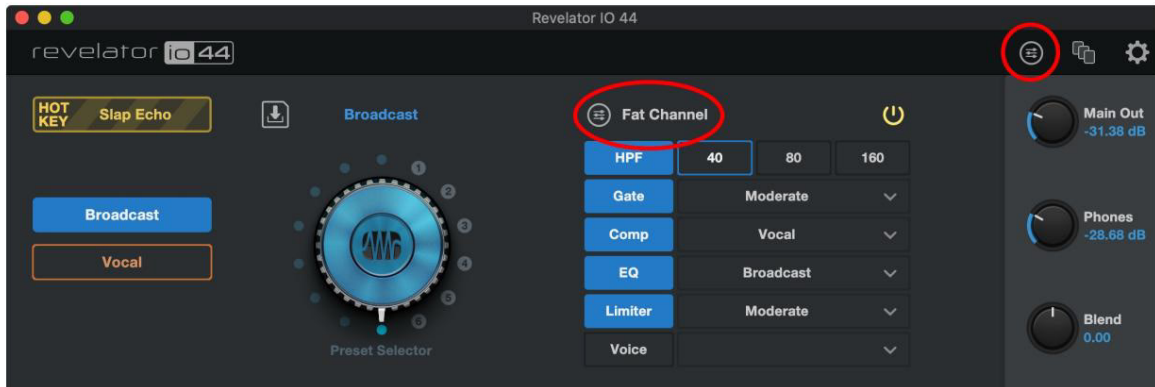 Revelator IO 44
revelator io 44
HOT KEY Slap Echo
Broadcast
Fat Channel
Main Out
-31.38 dB
HPF 40 80 160
Gate Moderate
Comp Vocal
EQ Broadcast
Limiter Moderate
Voice
Broadcast
Vocal
1
2
3
4
5
6
Preset Selector
Phones
-28.68 dB
Blend
0.00